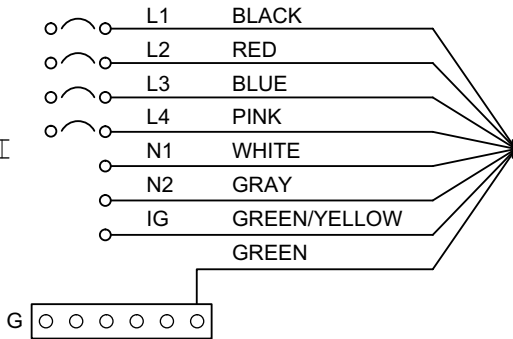 L1 BLACK
L2 RED
L3 BLUE
L4 PINK
N1 WHITE
N2 GRAY
IG GREEN/YELLOW
GREEN
G